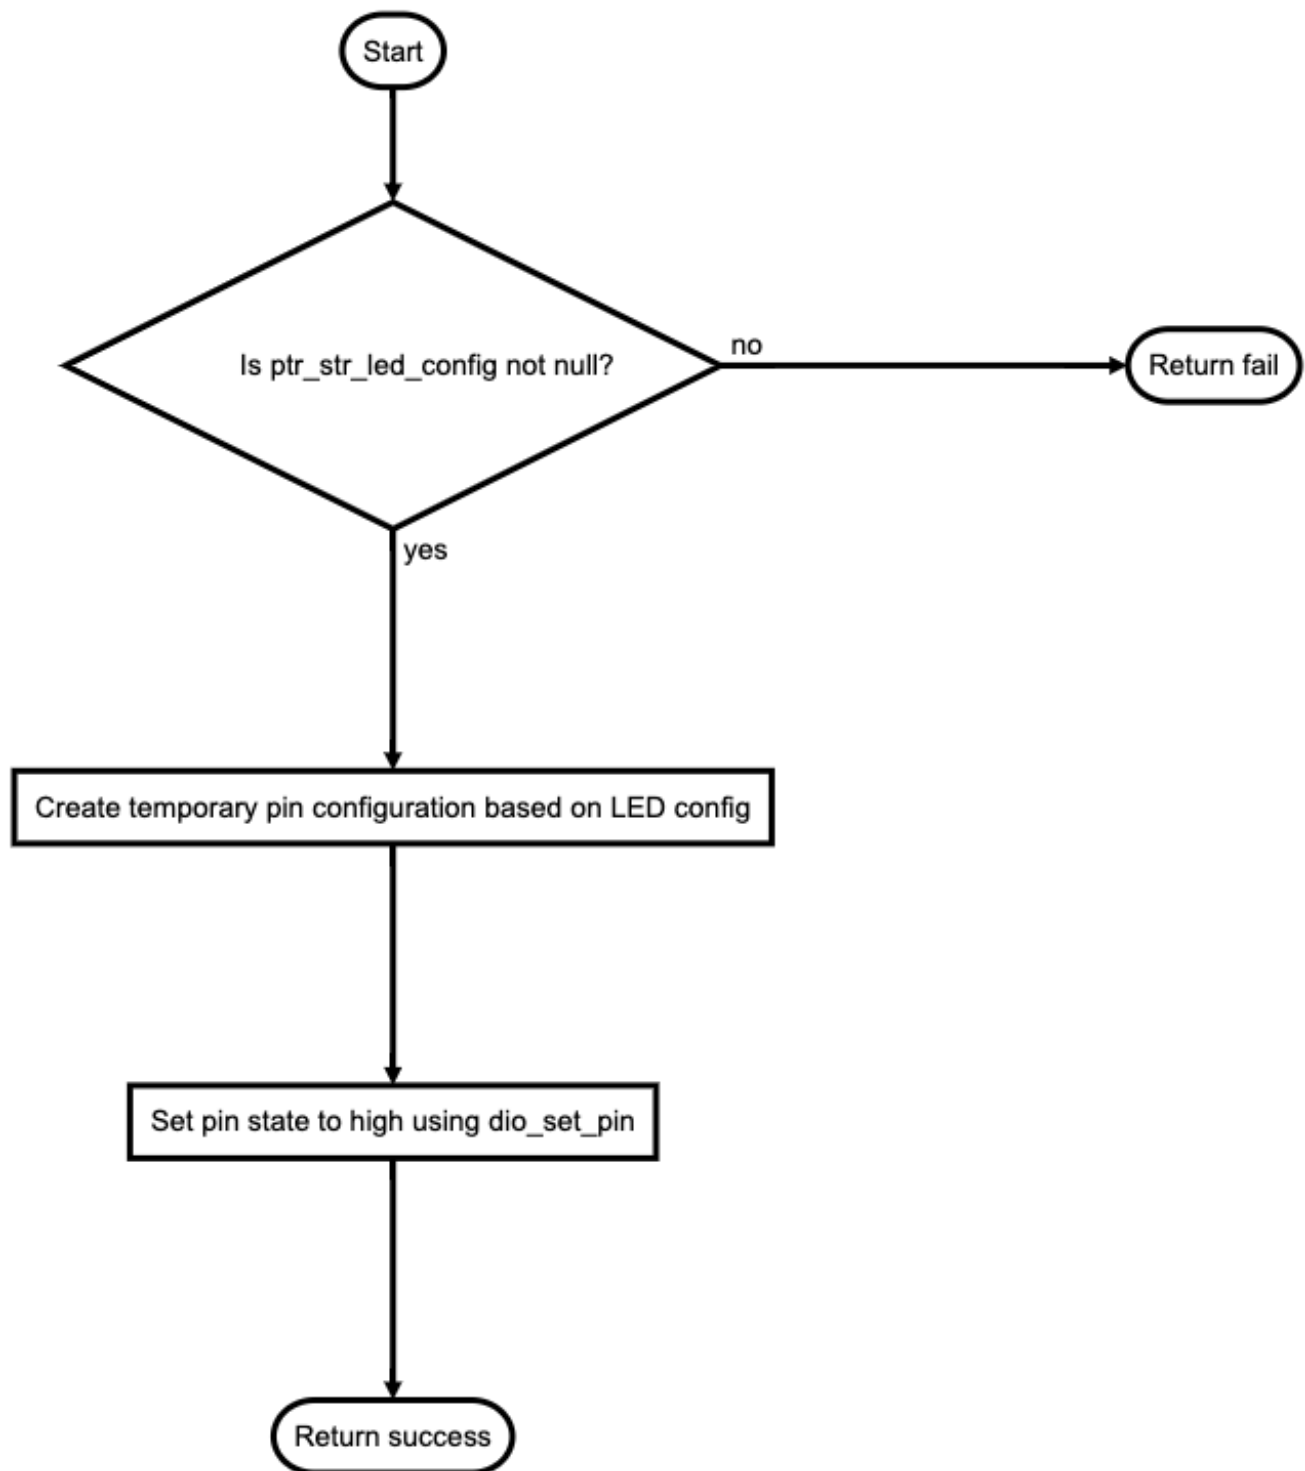 Start
Is ptr_str_led_config not null?
no
Return fail
yes
Create temporary pin configuration based on LED config
Set pin state to high using dio_set_pin
Return success